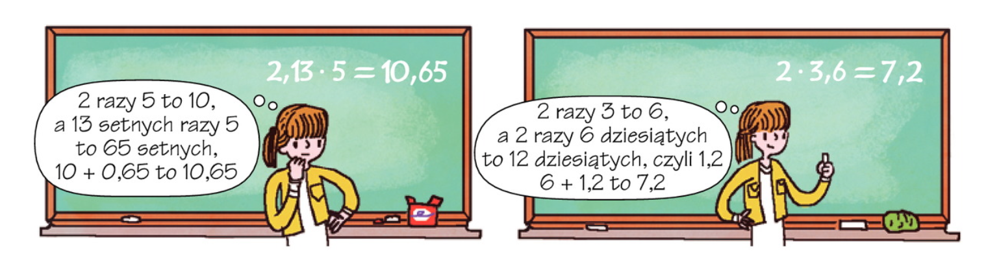 2,13 · 5 = 10,65
2 razy 5 to 10,
a 13 setnych razy 5
to 65 setnych,
10 + 0,65 to 10,65
2 · 3,6 = 7,2
2 razy 3 to 6,
a 2 razy 6 dziesiątych
to 12 dziesiątych, czyli 1,2
6 + 1,2 to 7,2